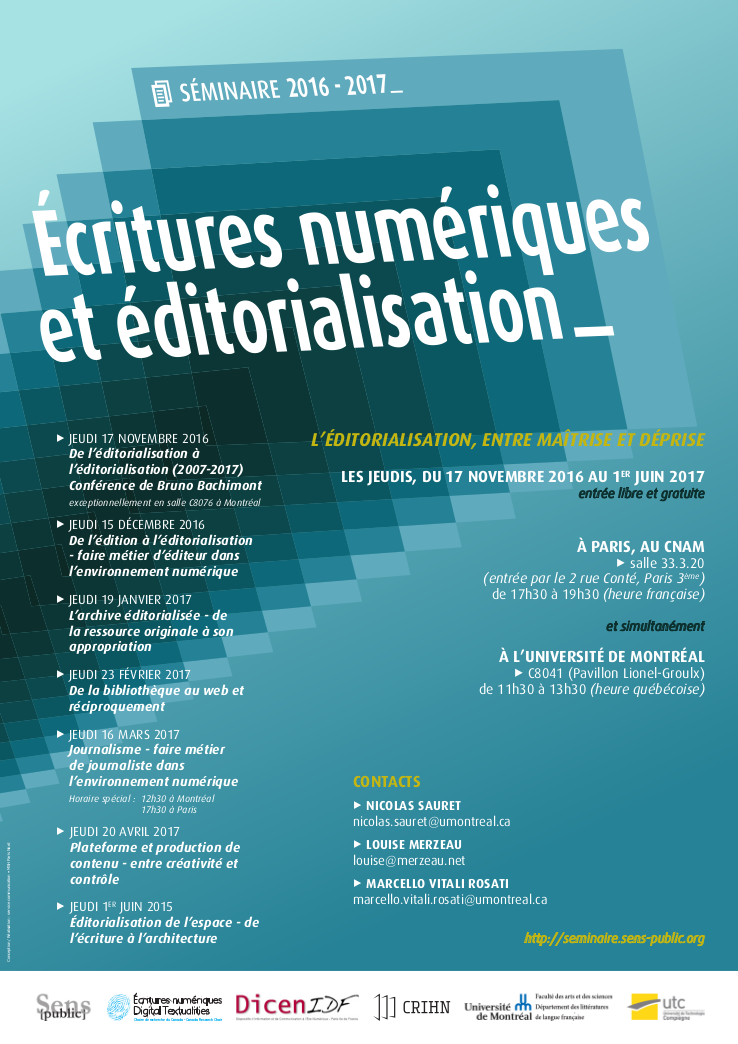 SÉMINAIRE 2016 - 2017_
Écritures numériques
et éditorialisation_
▶ JEUDI 17 NOVEMBRE 2016
De l'éditorialisation à
l'éditorialisation (2007-2017)
Conférence de Bruno Bachimont
exceptionnellement en salle C8076 à Montréal
▶ JEUDI 15 DÉCEMBRE 2016
De l'édition à l'éditorialisation
- faire métier d'éditeur dans
l'environnement numérique
▶ JEUDI 19 JANVIER 2017
L'archive éditorialisée - de
la ressource originale à son
appropriation
▶ JEUDI 23 FÉVRIER 2017
De la bibliothèque au web et
réciproquement
▶ JEUDI 16 MARS 2017
Journalisme - faire métier
de journaliste dans
l'environnement numérique
Horaire spécial : 12h30 à Montréal
17h30 à Paris
▶ JEUDI 20 AVRIL 2017
Plateforme et production de
contenu - entre créativité et
contrôle
▶ JEUDI 1ER JUIN 2015
Éditorialisation de l'espace - de
l'écriture à l'architecture
L'ÉDITORIALISATION, ENTRE MAÎTRISE ET DÉPRISE
LES JEUDIS, DU 17 NOVEMBRE 2016 AU 1ER JUIN 2017
entrée libre et gratuite
À PARIS, AU CNAM
▶ salle 33.3.20
(entrée par le 2 rue Conté, Paris 3ème)
de 17h30 à 19h30 (heure française)
et simultanément
À L'UNIVERSITÉ DE MONTRÉAL
▶ C8041 (Pavillon Lionel-Groulx)
de 11h30 à 13h30 (heure québécoise)
CONTACTS
▶ NICOLAS SAURET
nicolas.sauret@umontreal.ca
▶ LOUISE MERZEAU
louise@merzeau.net
▶ MARCELLO VITALI ROSATI
marcello.vitali.rosati@umontreal.ca
http://seminaire.sens-public.org
Sens
[public]
Écritures numériques
Digital Textualities
Dicen IDF
CRIHN
Université
de Montréal
Faculté des arts et des sciences
Département des littératures
de langue française
utc
Université de Technologie
Compiègne